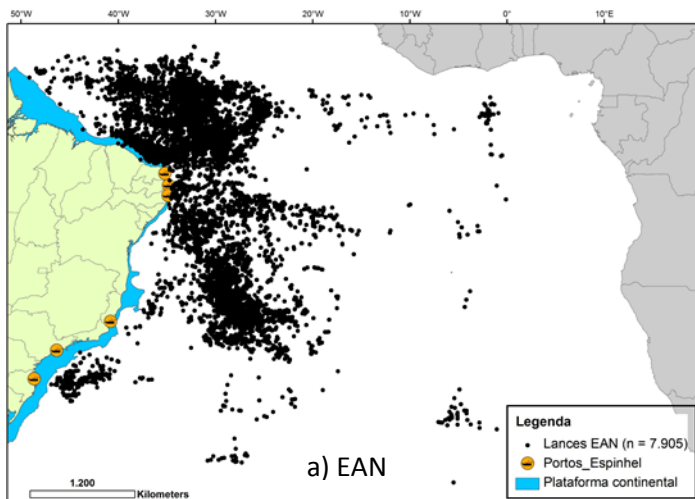 50°W 40°W 30°W 20°W 10°W 0° 10°E
Legenda
Lances EAN (n = 7.905)
Portos_Espinhel
Plataforma continental
a) EAN
1.200
Kilometers